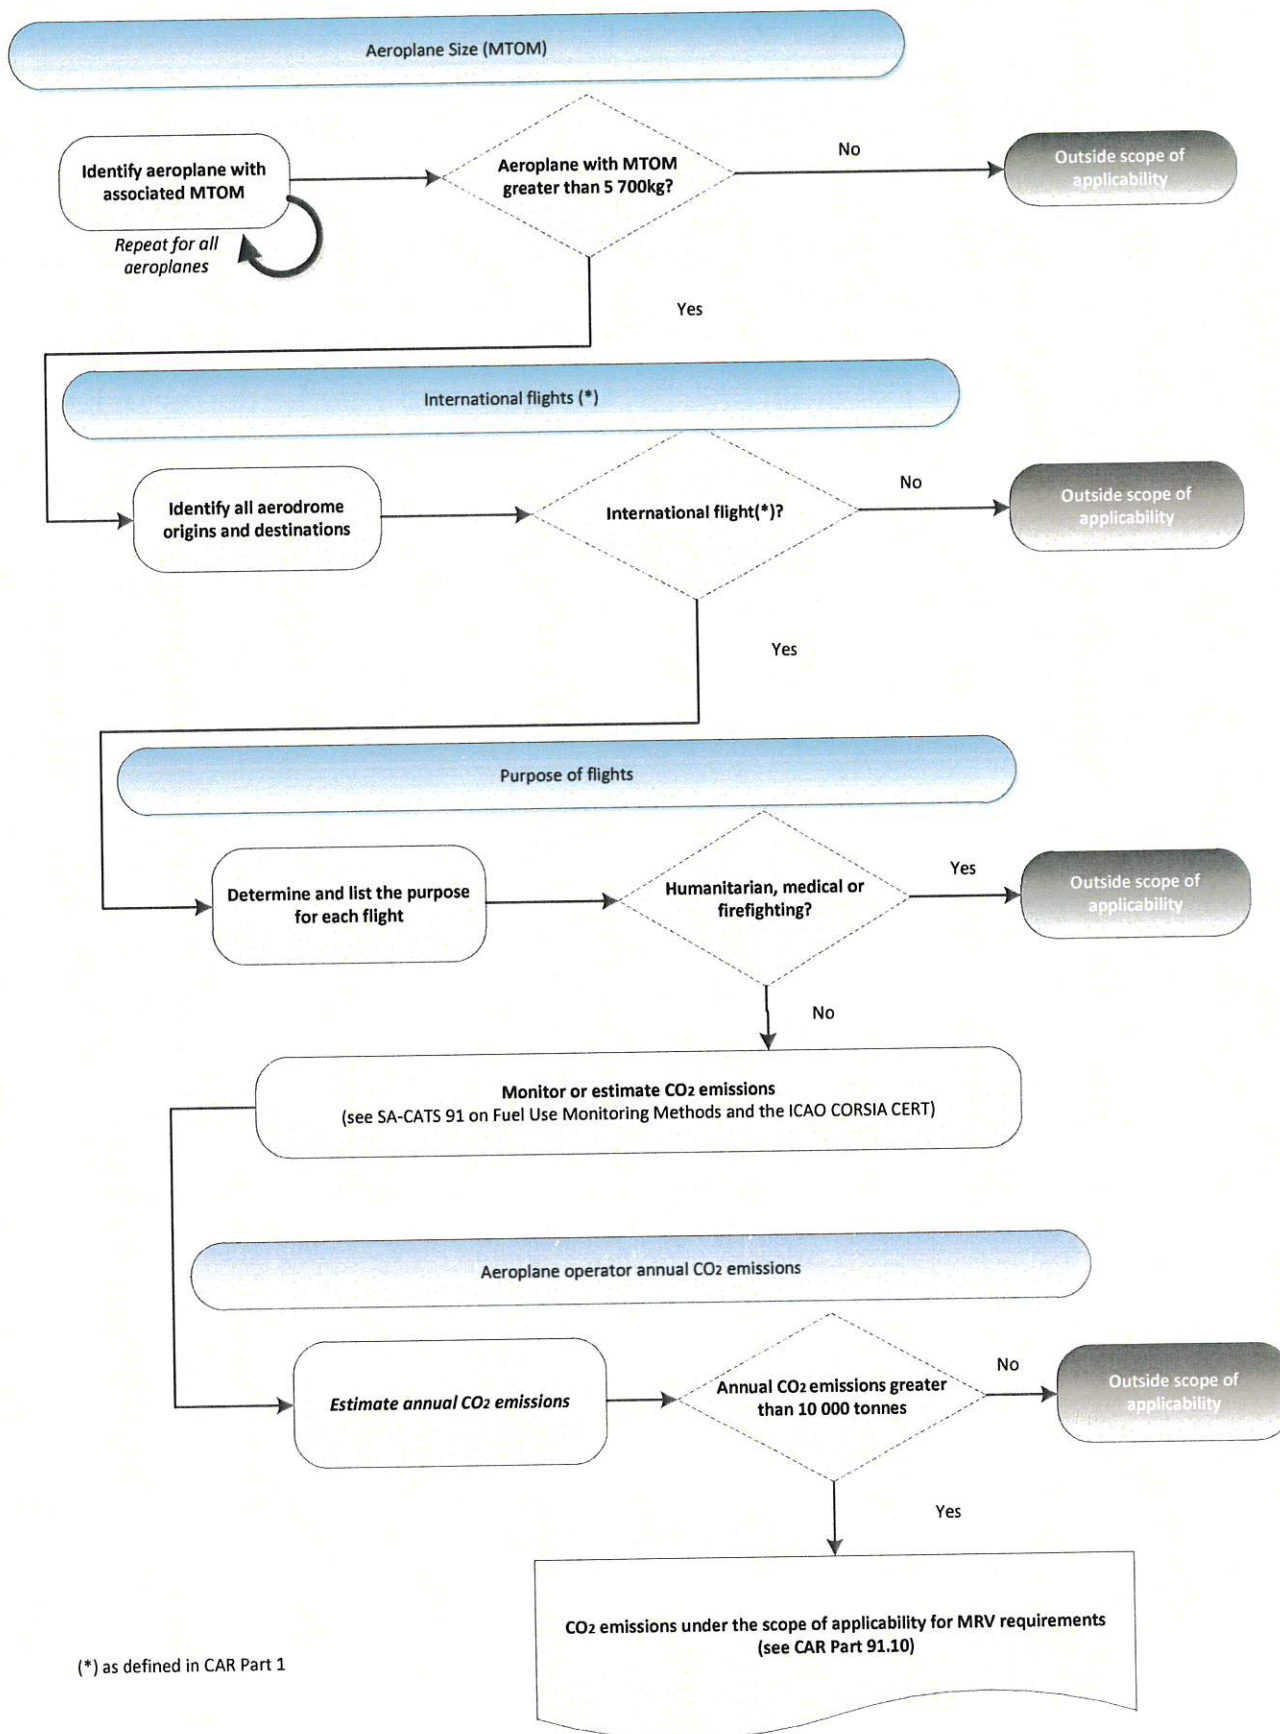 Aeroplane Size (MTOM)
Identify aeroplane with
associated MTOM
Repeat for all
aeroplanes
Aeroplane with MTOM
greater than 5 700kg?
No
Outside scope of
applicability
Yes
International flights (*)
Identify all aerodrome
origins and destinations
International flight(*)?
No
Outside scope of
applicability
Yes
Purpose of flights
Determine and list the purpose
for each flight
Humanitarian, medical or
firefighting?
Yes
Outside scope of
applicability
No
Monitor or estimate CO2 emissions
(see SA-CATS 91 on Fuel Use Monitoring Methods and the ICAO CORSIA CERT)
Aeroplane operator annual CO2 emissions
Estimate annual CO2 emissions
Annual CO2 emissions greater
than 10 000 tonnes
No
Outside scope of
applicability
Yes
CO2 emissions under the scope of applicability for MRV requirements
(see CAR Part 91.10)
(*) as defined in CAR Part 1